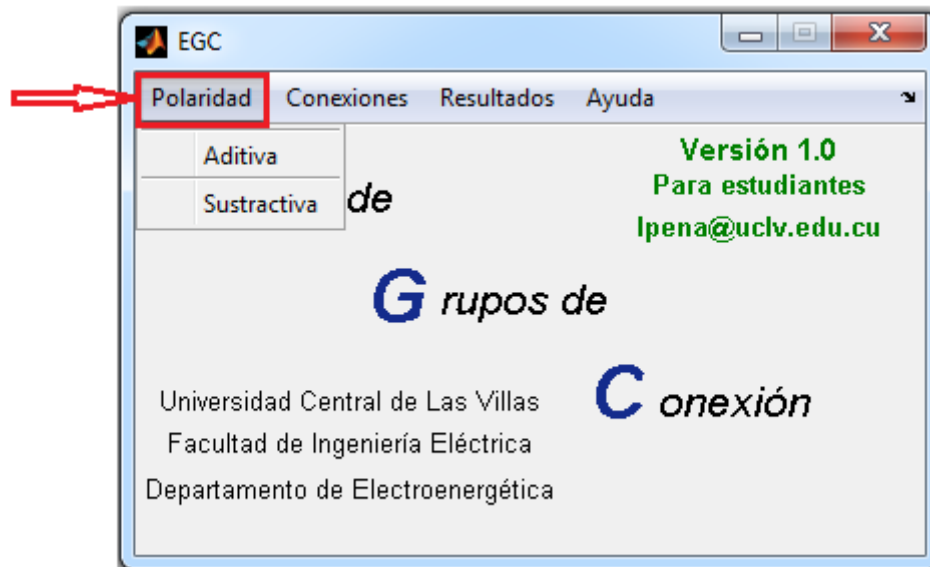 EGC
Polaridad Conexiones Resultados Ayuda
Aditiva
Sustractiva
de
Versión 1.0
Para estudiantes
lpena@uclv.edu.cu
G rupos de
C onexión
Universidad Central de Las Villas
Facultad de Ingeniería Eléctrica
Departamento de Electroenergética